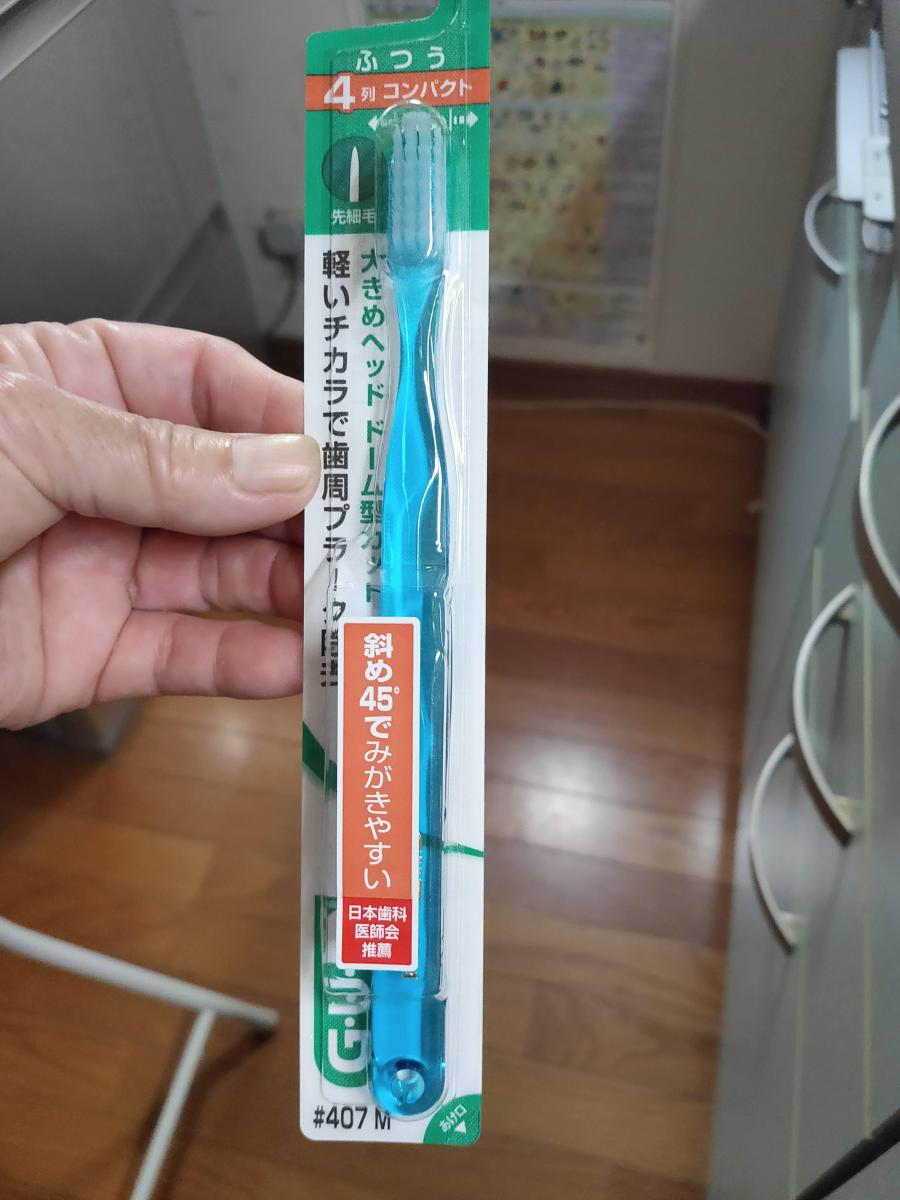 ふつう
4列 コンパクト
先細毛
大きめヘッド ドーム型カット
軽いチカラで歯周プラーク
斜め45°でみがきやすい
日本歯科
医師会
推薦
G・U・M
#407 M
あけ口